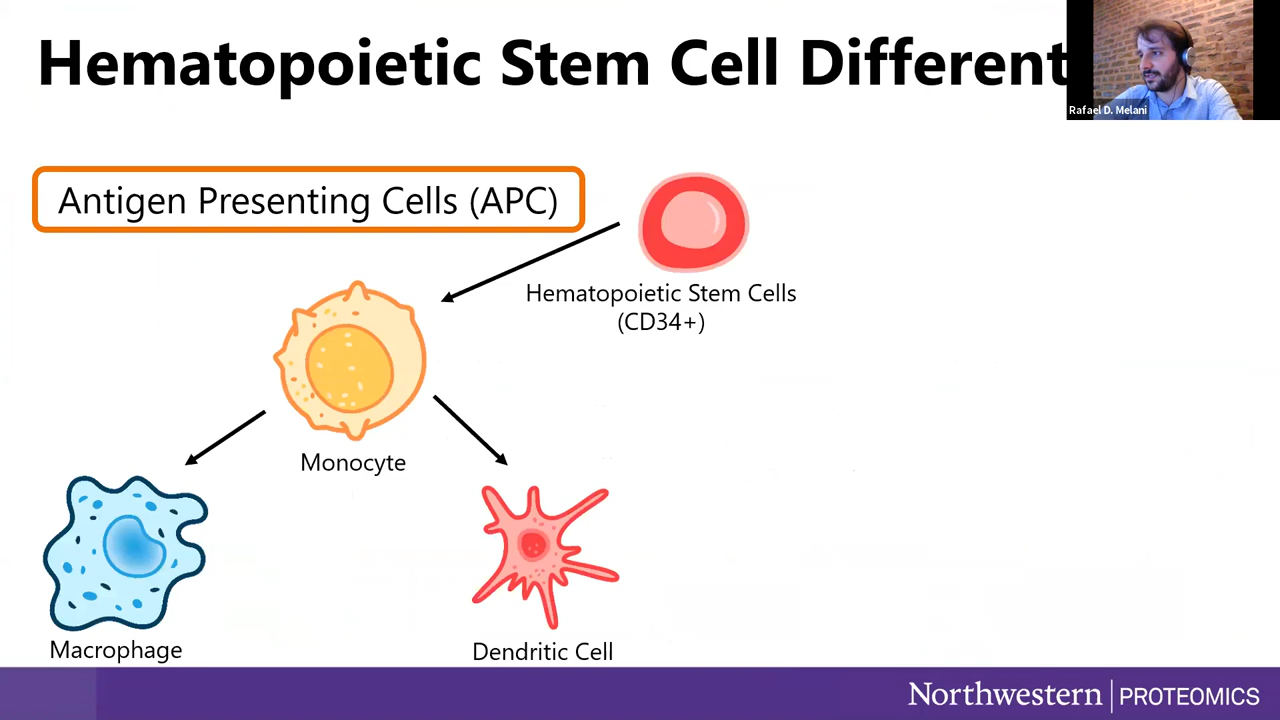 Hematopoietic Stem Cell Different
Rafael D. Melani
Antigen Presenting Cells (APC)
Hematopoietic Stem Cells
(CD34+)
Monocyte
Macrophage
Dendritic Cell
Northwestern | PROTEOMICS